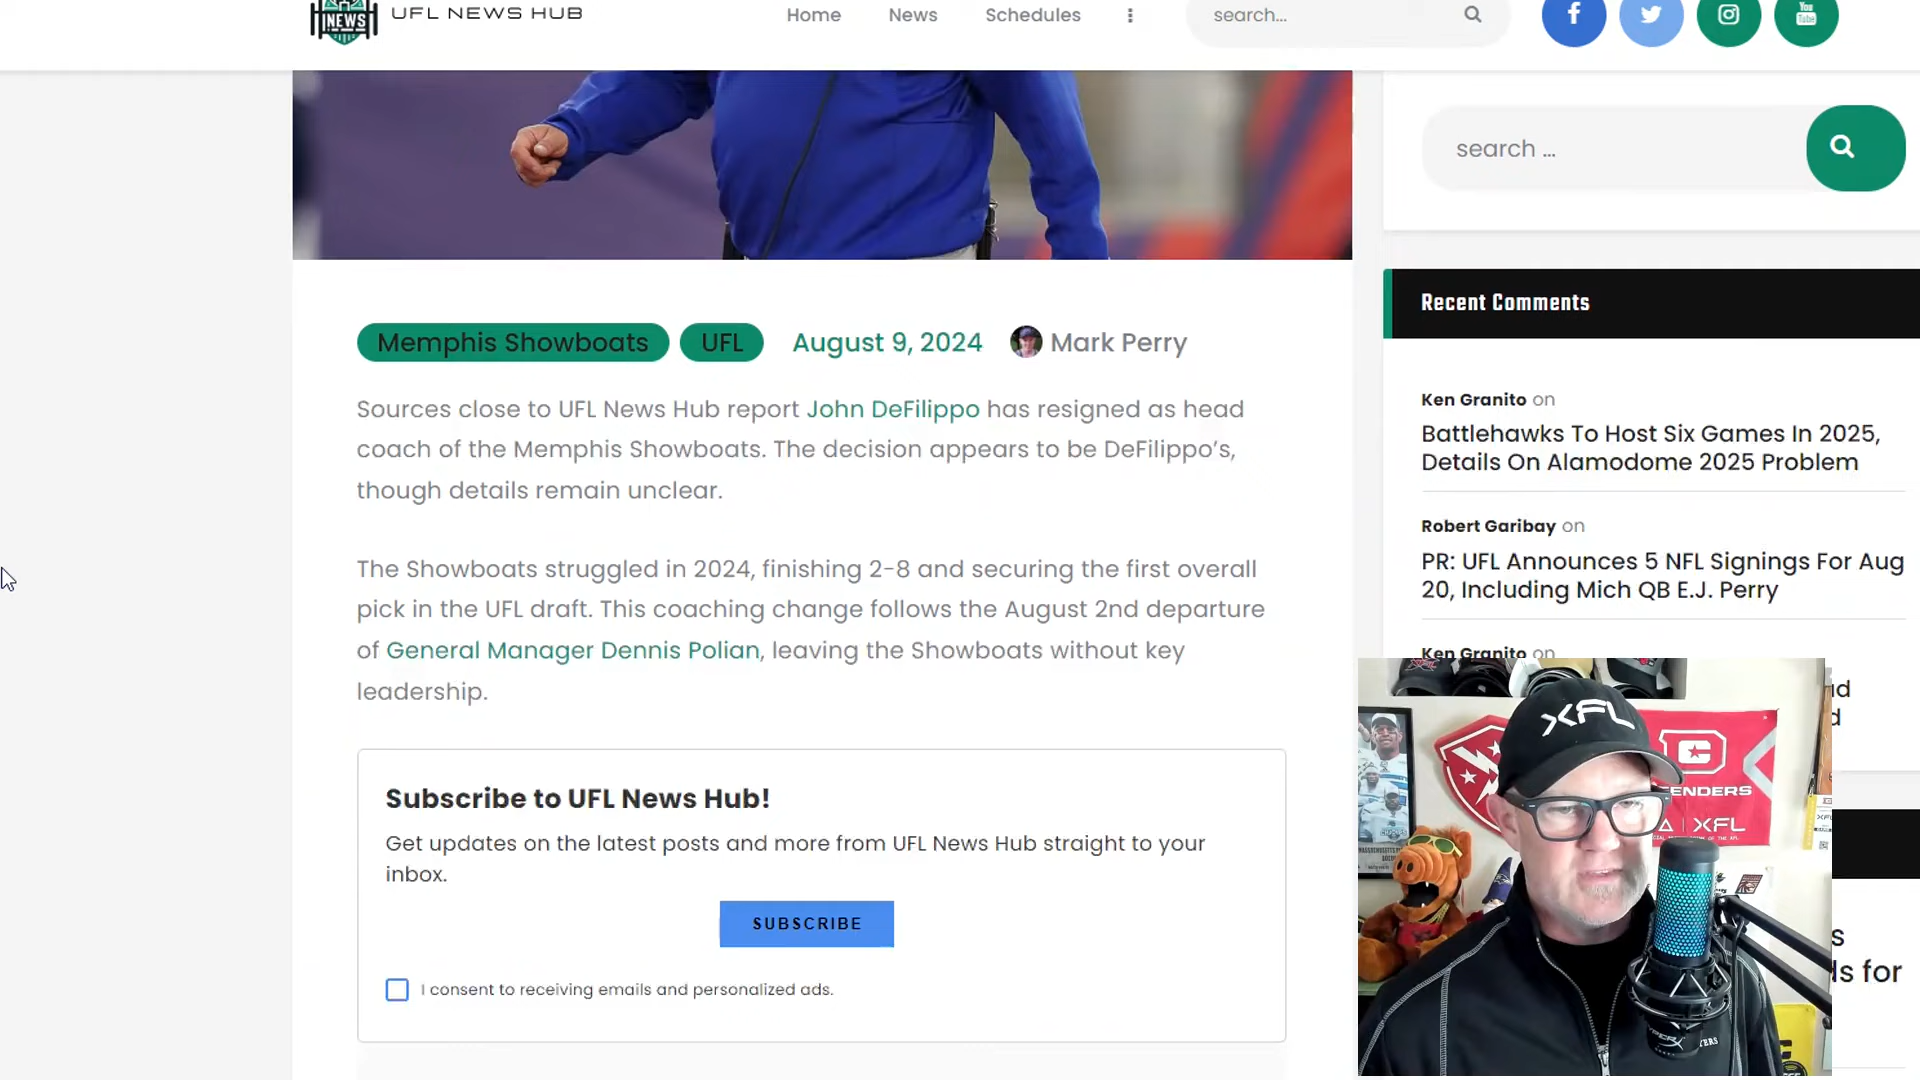 NEWS
UFL NEWS HUB
Home
News
Schedules
search...
You
Tube
search ...
Recent Comments
Memphis Showboats
UFL
August 9, 2024
Mark Perry
Sources close to UFL News Hub report John DeFilippo has resigned as head
coach of the Memphis Showboats. The decision appears to be DeFilippo’s,
though details remain unclear.
The Showboats struggled in 2024, finishing 2-8 and securing the first overall
pick in the UFL draft. This coaching change follows the August 2nd departure
of General Manager Dennis Polian, leaving the Showboats without key
leadership.
Subscribe to UFL News Hub!
Get updates on the latest posts and more from UFL News Hub straight to your
inbox.
SUBSCRIBE
I consent to receiving emails and personalized ads.
Ken Granito on
Battlehawks To Host Six Games In 2025,
Details On Alamodome 2025 Problem
Robert Garibay on
PR: UFL Announces 5 NFL Signings For Aug
20, Including Mich QB E.J. Perry
Ken Granito on
XFL
ENDERS
XFL
ls for